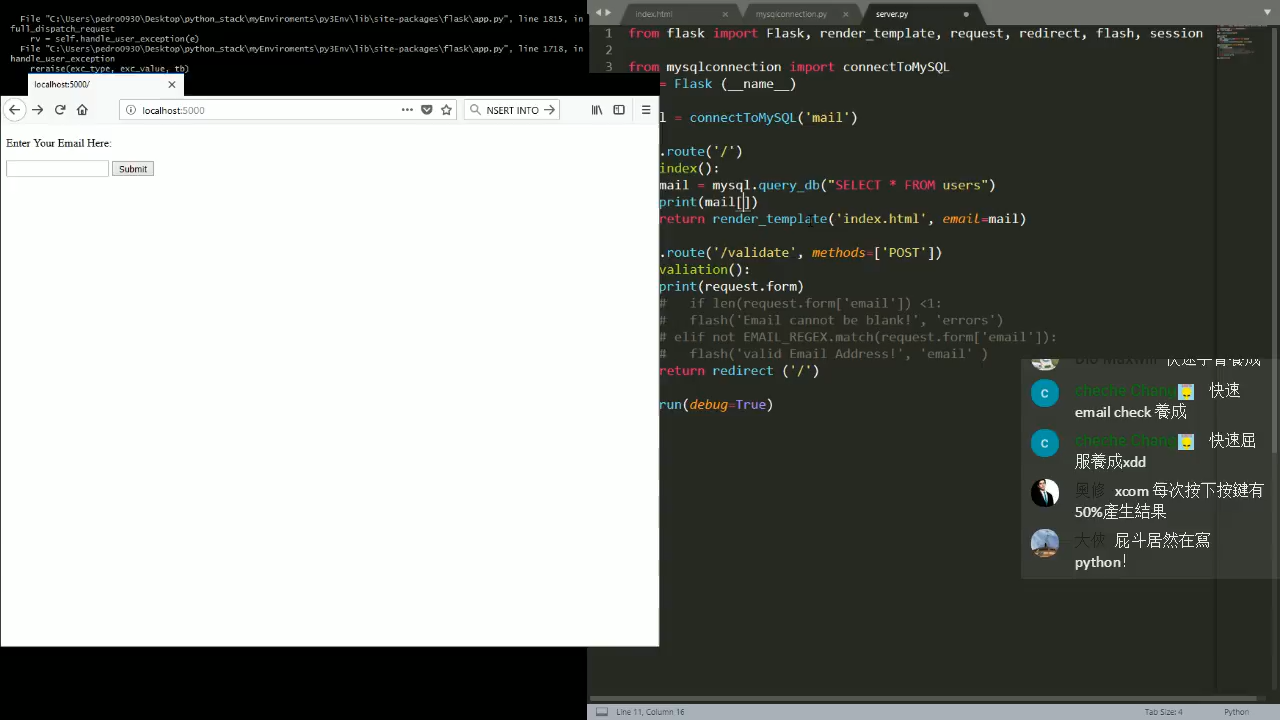 File "C:\Users\pedro0930\Desktop\python_stack\myEnviroments\py3Env\lib\site-packages\flask\app.py", line 1815, in
full_dispatch_request
rv = self.handle_user_exception(e)
File "C:\Users\pedro0930\Desktop\python_stack\myEnviroments\py3Env\lib\site-packages\flask\app.py", line 1718, in
handle_user_exception
reraise(exc_type, exc_value, tb)
localhost:5000/
localhost:5000
NSERT INTO
Enter Your Email Here:
Submit
index.html
mysqlconnection.py
server.py
1 from flask import Flask, render_template, request, redirect, flash, session
2
3 from mysqlconnection import connectToMySQL
= Flask (__name__)
l = connectToMySQL('mail')
.route('/')
index():
mail = mysql.query_db("SELECT * FROM users")
print(mail[])
return render_template('index.html', email=mail)
.route('/validate', methods=['POST'])
valiation():
print(request.form)
# if len(request.form['email']) <1:
# flash('Email cannot be blank!', 'errors')
# elif not EMAIL_REGEX.match(request.form['email']):
# flash('valid Email Address!', 'email' )
return redirect ('/')
run(debug=True)
cheche Chang 快速
email check 養成
cheche Chang 快速屈
服養成xdd
奧修 xcom 每次按下按鍵有
50%產生結果
大俠 屁斗居然在寫
python!
Line 11, Column 16
Tab Size: 4
Python